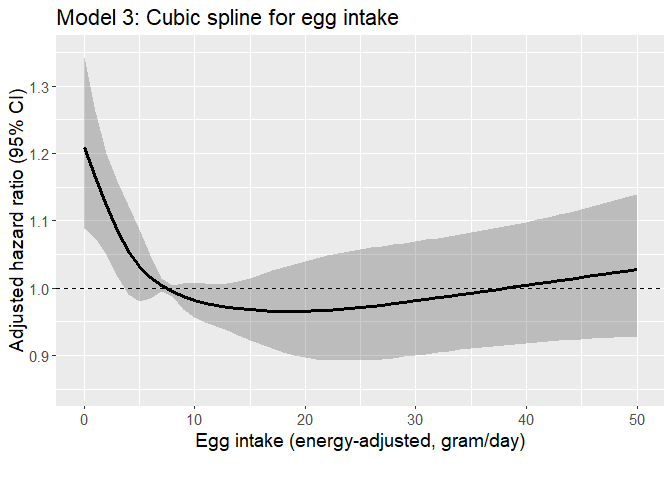 Model 3: Cubic spline for egg intake
Adjusted hazard ratio (95% CI)
1.3
1.2
1.1
1.0
0.9
0 10 20 30 40 50
Egg intake (energy-adjusted, gram/day)